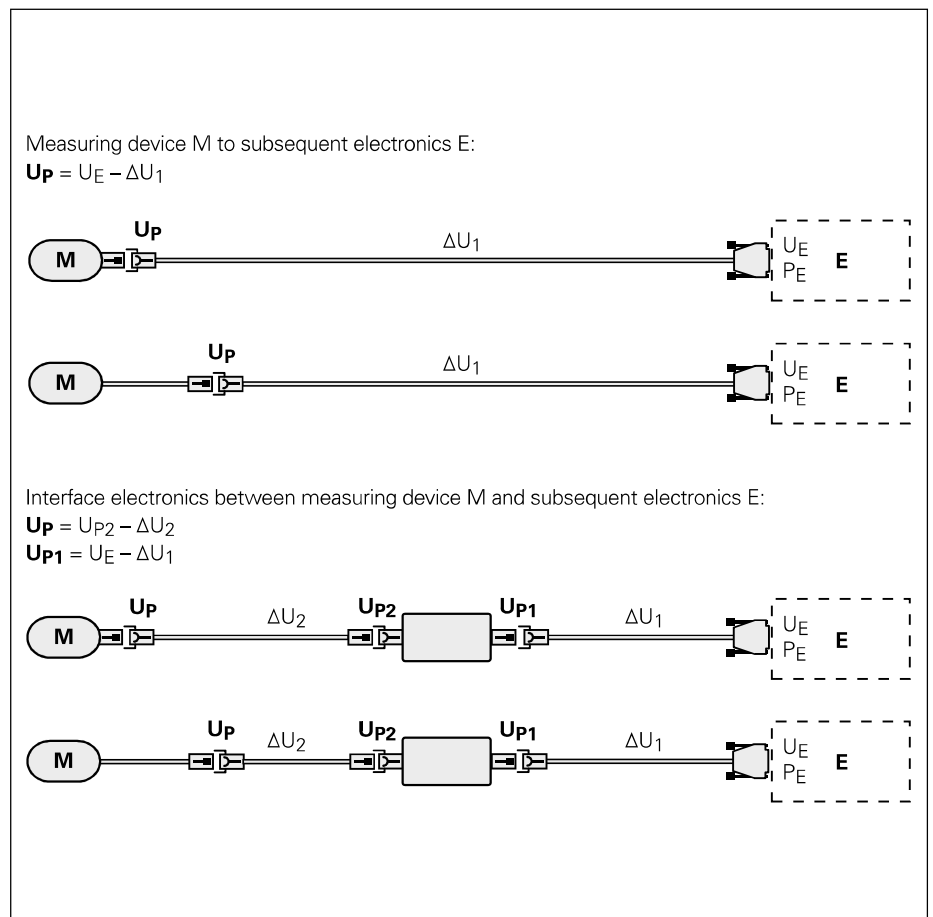 Measuring device M to subsequent electronics E:
UP = UE – ΔU1
UP
ΔU1
M
UE
PE
E
UP
ΔU1
M
UE
PE
E
Interface electronics between measuring device M and subsequent electronics E:
UP = UP2 – ΔU2
UP1 = UE – ΔU1
UP
ΔU2
UP2
UP1
ΔU1
M
UE
PE
E
UP
ΔU2
UP2
UP1
ΔU1
M
UE
PE
E